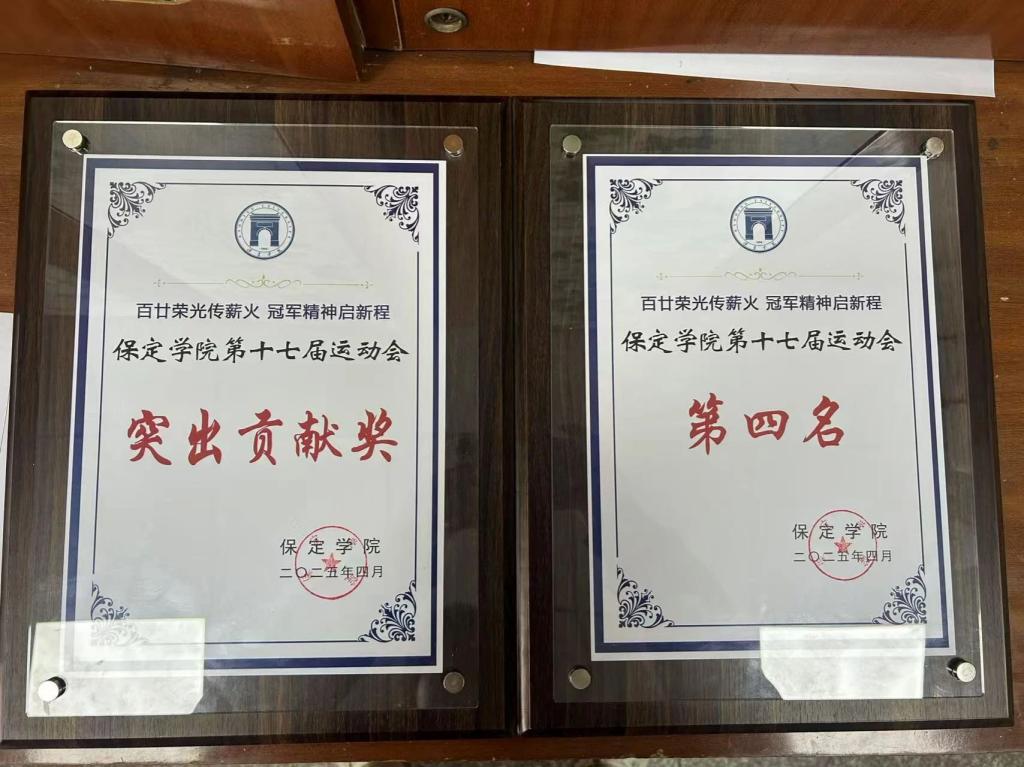 百廿荣光传薪火 冠军精神启新程
保定学院第十七届运动会
突出贡献奖
保定学院
二〇二五年四月
百廿荣光传薪火 冠军精神启新程
保定学院第十七届运动会
第四名
保定学院
二〇二五年四月